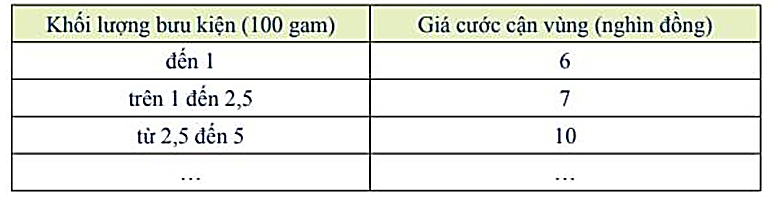 Khối lượng bưu kiện (100 gam) Giá cước cận vùng (nghìn đồng)
đến 1 6
trên 1 đến 2,5 7
từ 2,5 đến 5 10
… …